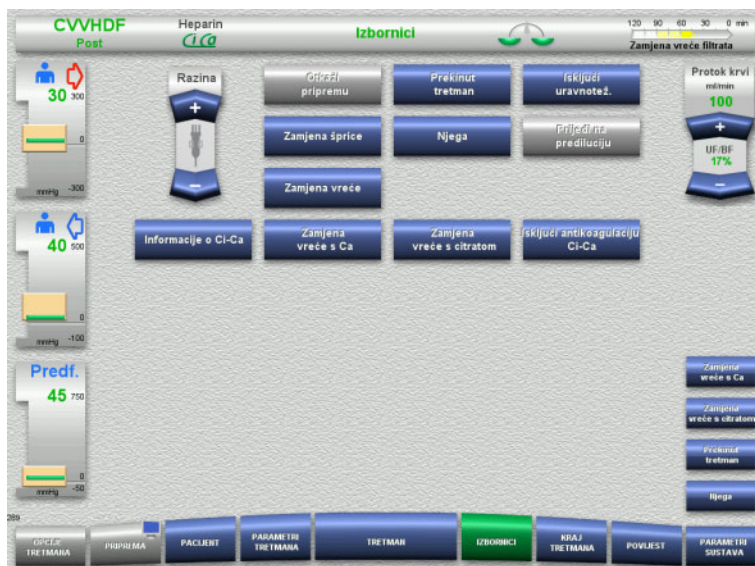 CVVHDF
Post
Heparin
Ci Ca
Izbornici
120 90 60 30 0 min
Zamjena vreće filtrata
30 300
0
mmHg -300
40 500
0
mmHg -100
Predf.
45 750
0
mmHg -50
Razina
+
−
Otkaži
pripremu
Prekinut
tretman
Isključi
uravnotež.
Zamjena šprice
Njega
Prijeđi na
prediluciju
Zamjena vreće
Informacije o Ci-Ca
Zamjena
vreće s Ca
Zamjena
vreće s citratom
Isključi antikoagulaciju
Ci-Ca
Protok krvi
ml/min
100
+
UF/BF
17%
−
Zamjena
vreće s Ca
Zamjena
vreće s citratom
Prekinut
tretman
Njega
OPCIJE
TRETMANA
PRIPREMA
PACIJENT
PARAMETRI
TRETMANA
TRETMAN
IZBORNICI
KRAJ
TRETMANA
POVIJEST
PARAMETRI
SUSTAVA